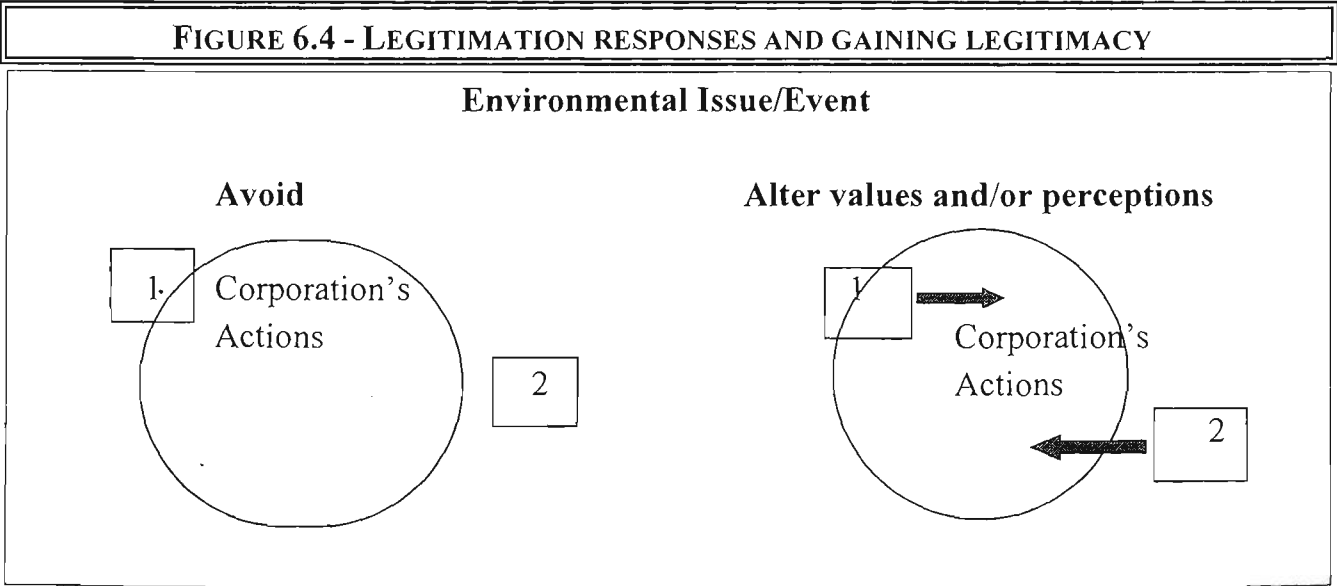 FIGURE 6.4 - LEGITIMATION RESPONSES AND GAINING LEGITIMACY
Environmental Issue/Event
Avoid
Alter values and/or perceptions
1.
Corporation's
Actions
2
1
Corporation's
Actions
2